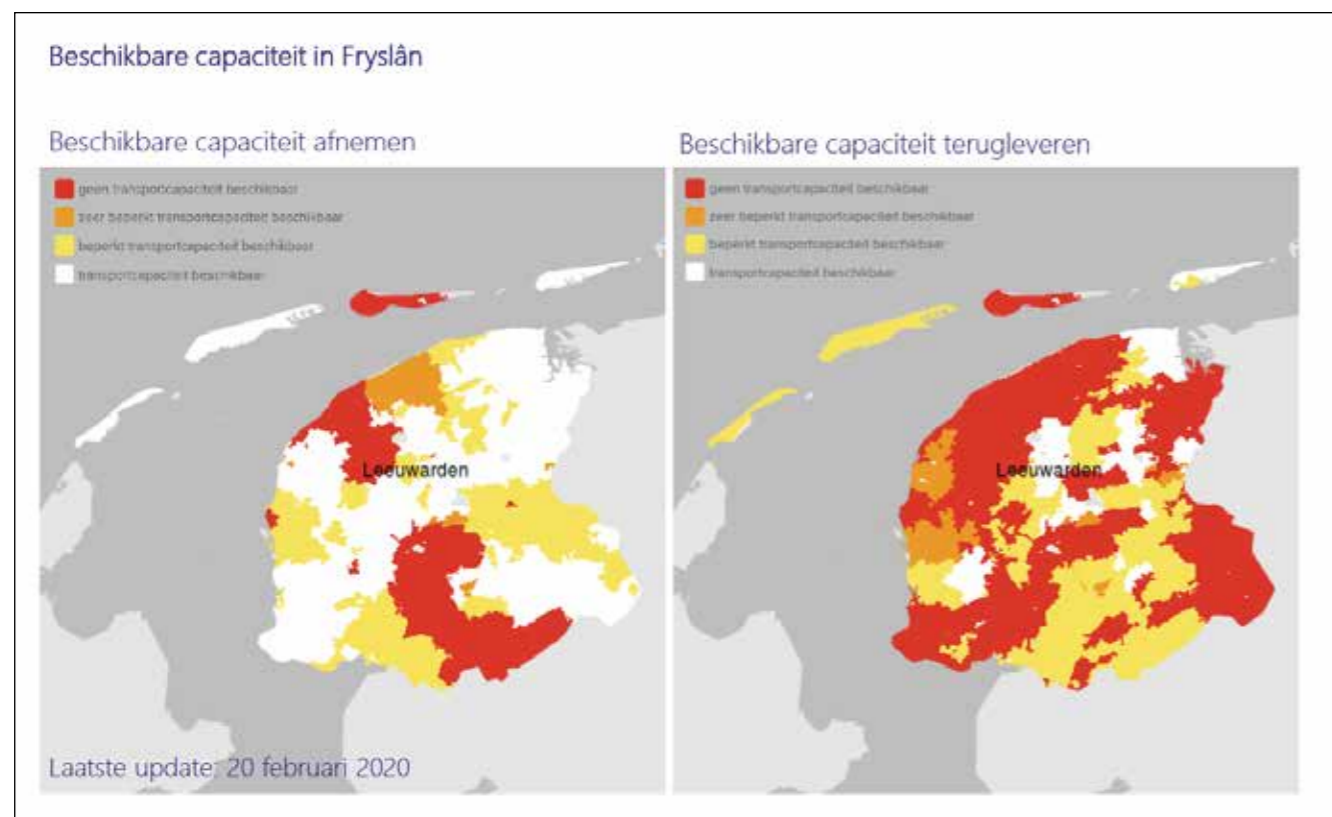 Beschikbare capaciteit in Fryslân
Beschikbare capaciteit afnemen
geen transportcapaciteit beschikbaar
zeer beperkt transportcapaciteit beschikbaar
beperkt transportcapaciteit beschikbaar
transportcapaciteit beschikbaar
Leeuwarden
Laatste update: 20 februari 2020
Beschikbare capaciteit terugleveren
geen transportcapaciteit beschikbaar
zeer beperkt transportcapaciteit beschikbaar
beperkt transportcapaciteit beschikbaar
transportcapaciteit beschikbaar
Leeuwarden